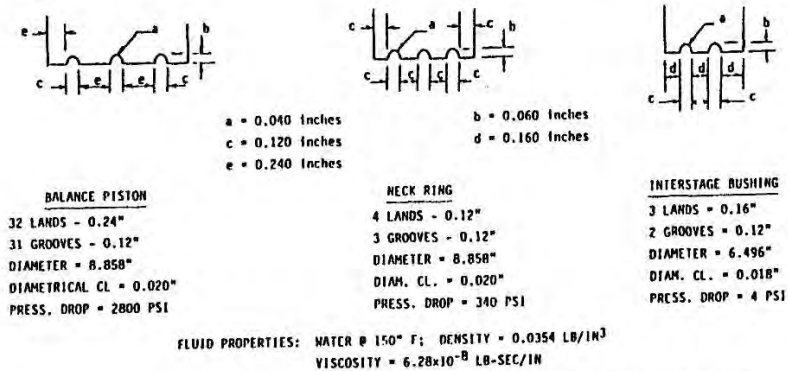 e a b
c e e c
c a c b
c c c
a b
d d d
c c
a = 0.040 Inches
c = 0.120 Inches
e = 0.240 Inches
b = 0.060 Inches
d = 0.160 Inches
BALANCE PISTON
32 LANDS - 0.24"
31 GROOVES - 0.12"
DIAMETER = 8.858"
DIAMETRICAL CL = 0.020"
PRESS. DROP = 2800 PSI
NECK RING
4 LANDS - 0.12"
3 GROOVES - 0.12"
DIAMETER = 8.858"
DIAM. CL. = 0.020"
PRESS. DROP = 340 PSI
INTERSTAGE BUSHING
3 LANDS = 0.16"
2 GROOVES = 0.12"
DIAMETER = 6.496"
DIAM. CL. = 0.018"
PRESS. DROP = 4 PSI
FLUID PROPERTIES: WATER @ 150° F; DENSITY = 0.0354 LB/IN3
VISCOSITY = 6.28x10-8 LB-SEC/IN